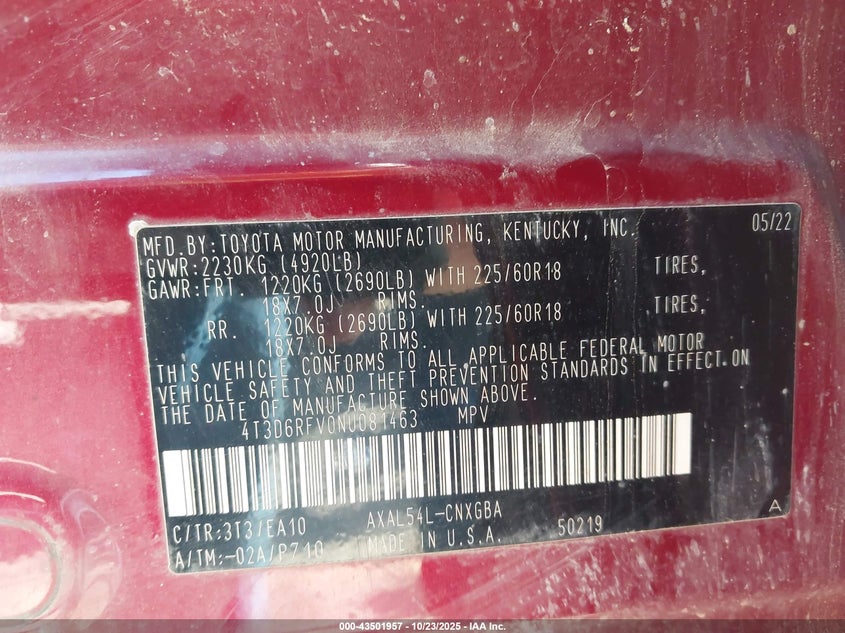 MFD.BY:TOYOTA MOTOR MANUFACTURING, KENTUCKY, INC. 05/22
GVWR:2230KG (4920LB)
GAWR:FRT. 1220KG (2690LB) WITH 225/60R18 TIRES,
18X7.0J RIMS.
RR. 1220KG (2690LB) WITH 225/60R18 TIRES,
18X7.0J RIMS.
THIS VEHICLE CONFORMS TO ALL APPLICABLE FEDERAL MOTOR
VEHICLE SAFETY AND THEFT PREVENTION STANDARDS IN EFFECT ON
THE DATE OF MANUFACTURE SHOWN ABOVE.
4T3D6RFV0NU081463 MPV
C/TR:3T3/EA10 AXAL54L-CNXGBA
A/TM:-02A/P710 MADE IN U.S.A. 50219 A
000-43501957 - 10/23/2025 - IAA Inc.